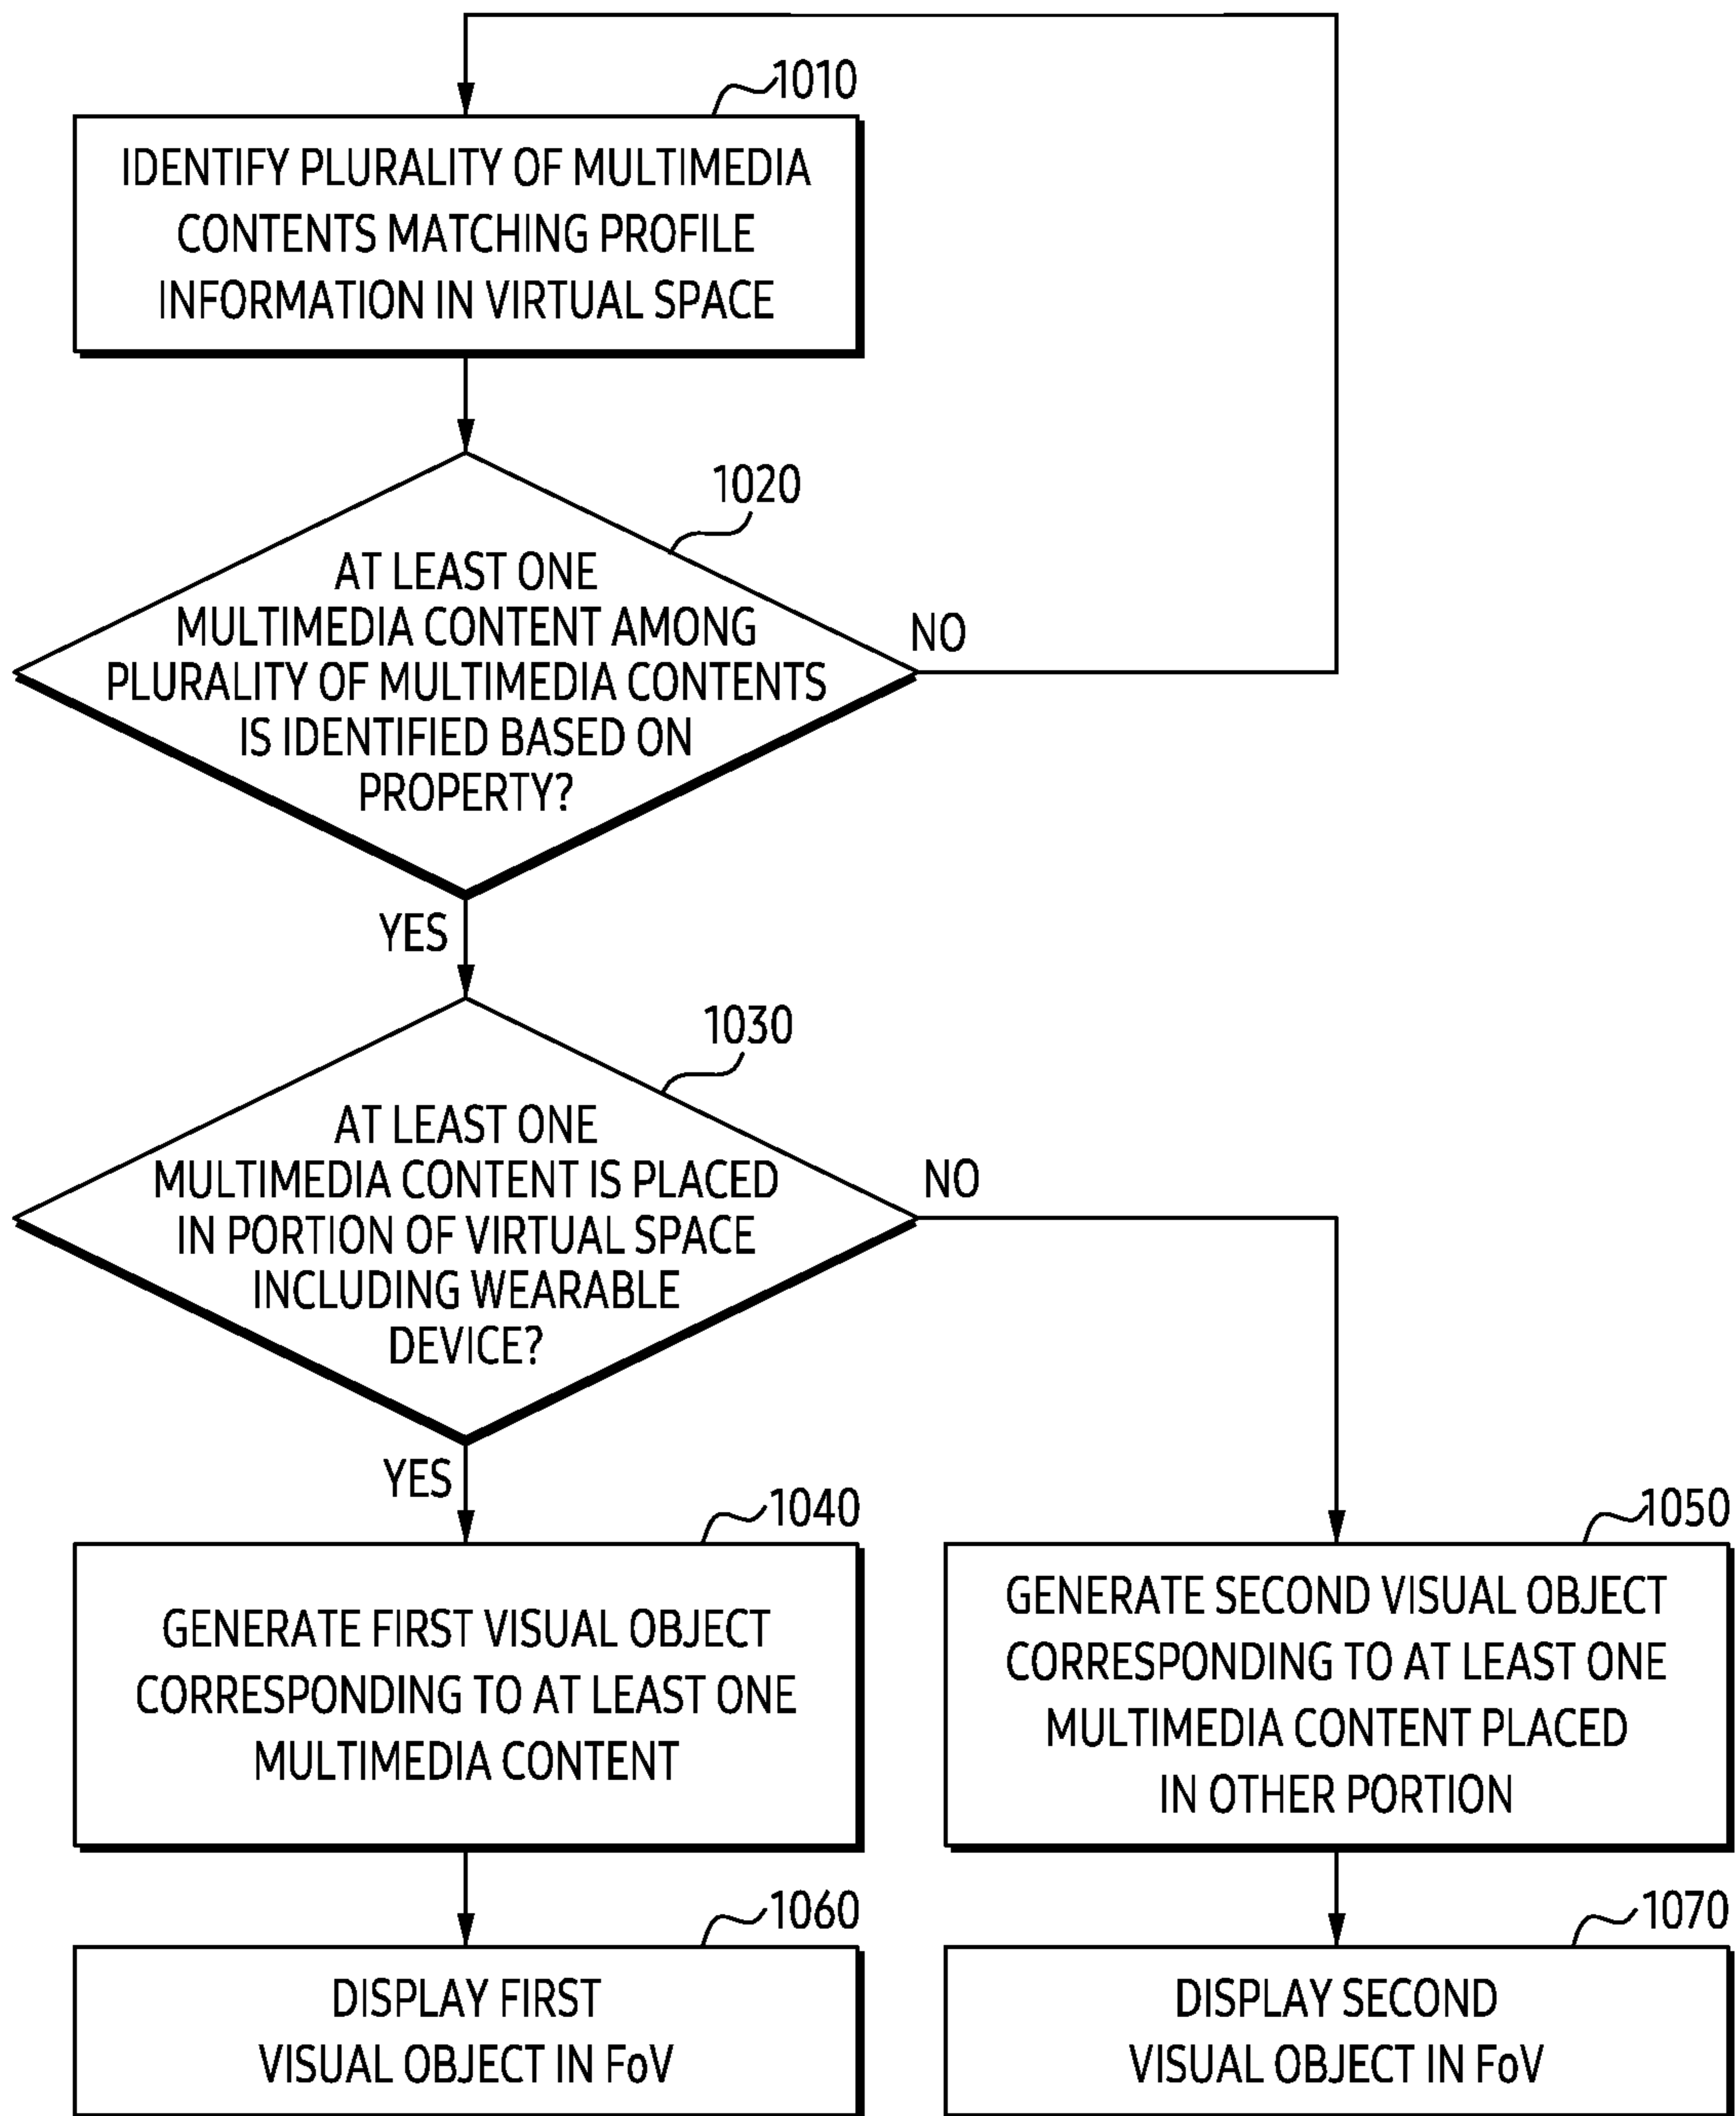 1010
IDENTIFY PLURALITY OF MULTIMEDIA
CONTENTS MATCHING PROFILE
INFORMATION IN VIRTUAL SPACE
1020
AT LEAST ONE
MULTIMEDIA CONTENT AMONG
PLURALITY OF MULTIMEDIA CONTENTS
IS IDENTIFIED BASED ON
PROPERTY?
NO
YES
1030
AT LEAST ONE
MULTIMEDIA CONTENT IS PLACED
IN PORTION OF VIRTUAL SPACE
INCLUDING WEARABLE
DEVICE?
NO
YES
1040
GENERATE FIRST VISUAL OBJECT
CORRESPONDING TO AT LEAST ONE
MULTIMEDIA CONTENT
1050
GENERATE SECOND VISUAL OBJECT
CORRESPONDING TO AT LEAST ONE
MULTIMEDIA CONTENT PLACED
IN OTHER PORTION
1060
DISPLAY FIRST
VISUAL OBJECT IN FoV
1070
DISPLAY SECOND
VISUAL OBJECT IN FoV